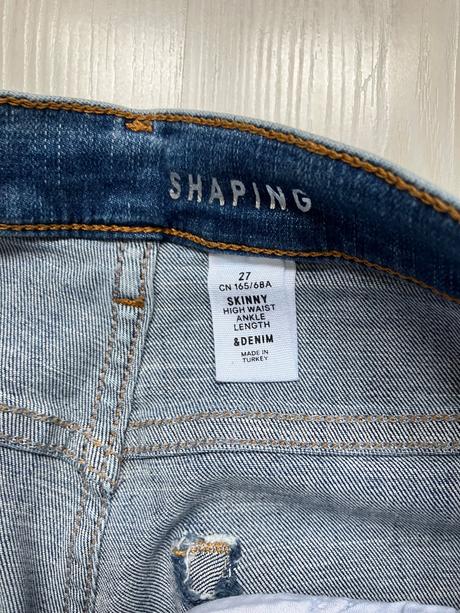 SHAPING
27
CN 165/68A
SKINNY
HIGH WAIST
ANKLE
LENGTH
&DENIM
MADE IN
TURKEY